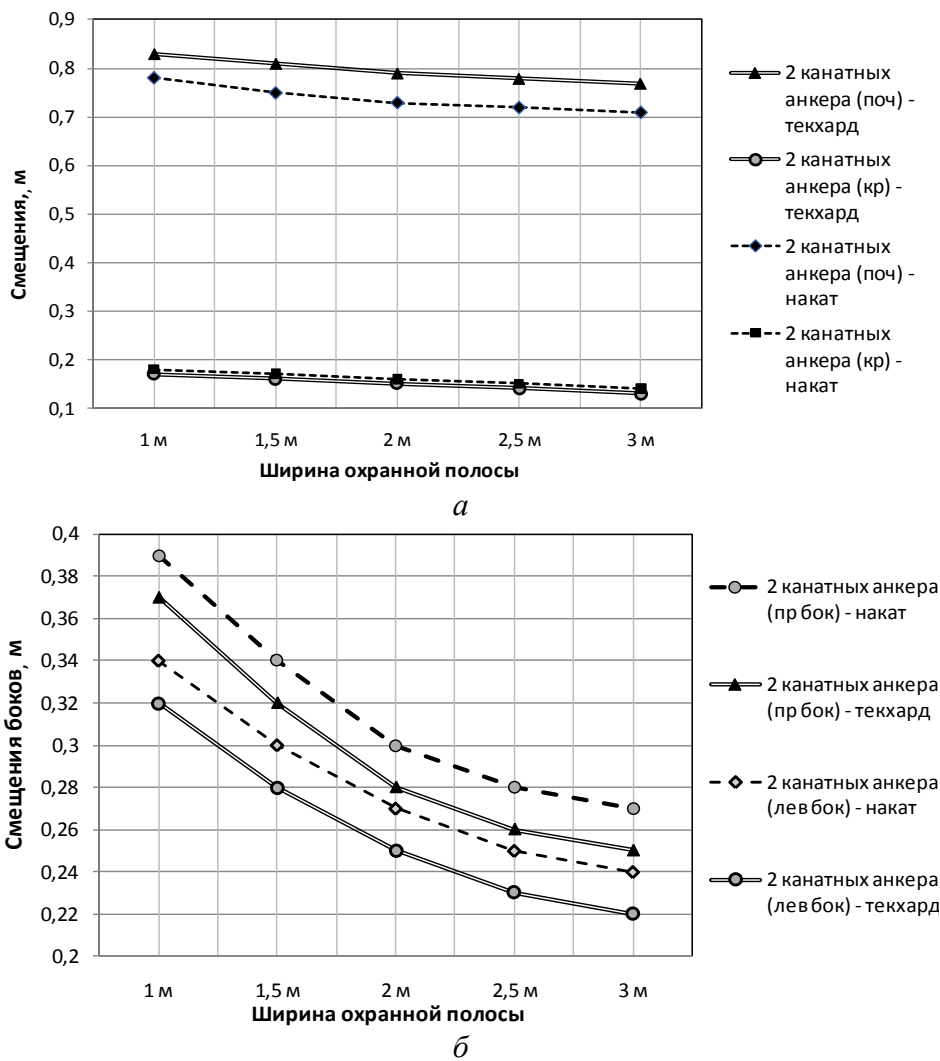 0,9
0,8
0,7
0,6
0,5
0,4
0,3
0,2
0,1
Смещения,, м
1 м 1,5 м 2 м 2,5 м 3 м
Ширина охранной полосы
2 канатных
анкера (поч) -
текхард
2 канатных
анкера (кр) -
текхард
2 канатных
анкера (поч) -
накат
2 канатных
анкера (кр) -
накат
а
0,4
0,38
0,36
0,34
0,32
0,3
0,28
0,26
0,24
0,22
0,2
Смещения боков, м
1 м 1,5 м 2 м 2,5 м 3 м
Ширина охранной полосы
2 канатных анкера
(пр бок) - накат
2 канатных анкера
(пр бок) - текхард
2 канатных анкера
(лев бок) - накат
2 канатных анкера
(лев бок) - текхард
б